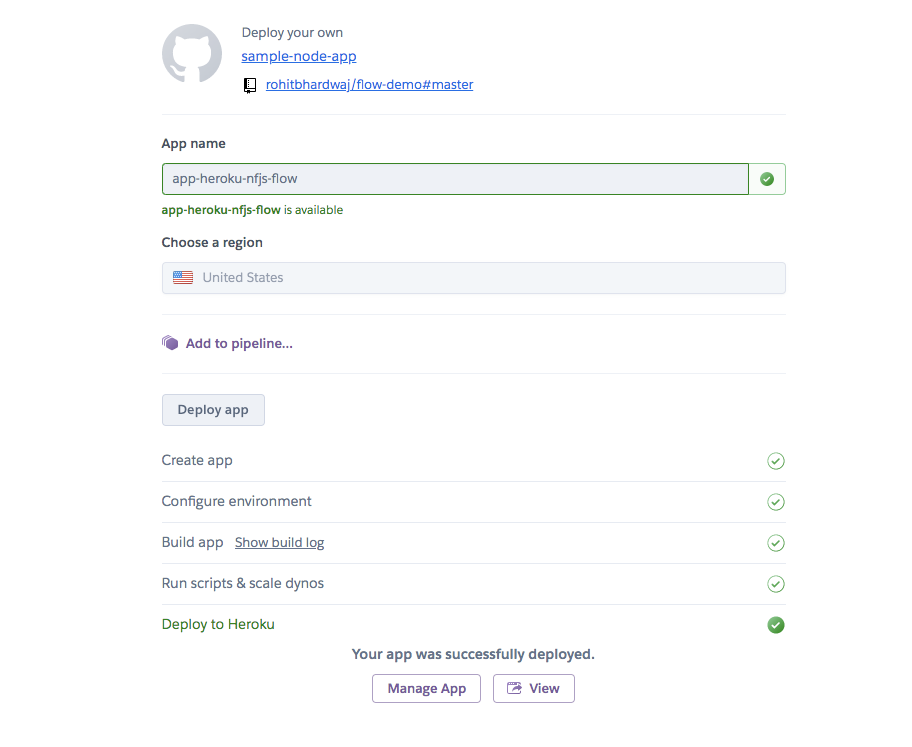 Deploy your own
sample-node-app
rohitbhardwaj/flow-demo#master
App name
app-heroku-nfjs-flow
app-heroku-nfjs-flow is available
Choose a region
United States
Add to pipeline...
Deploy app
Create app
Configure environment
Build app Show build log
Run scripts & scale dynos
Deploy to Heroku
Your app was successfully deployed.
Manage App View